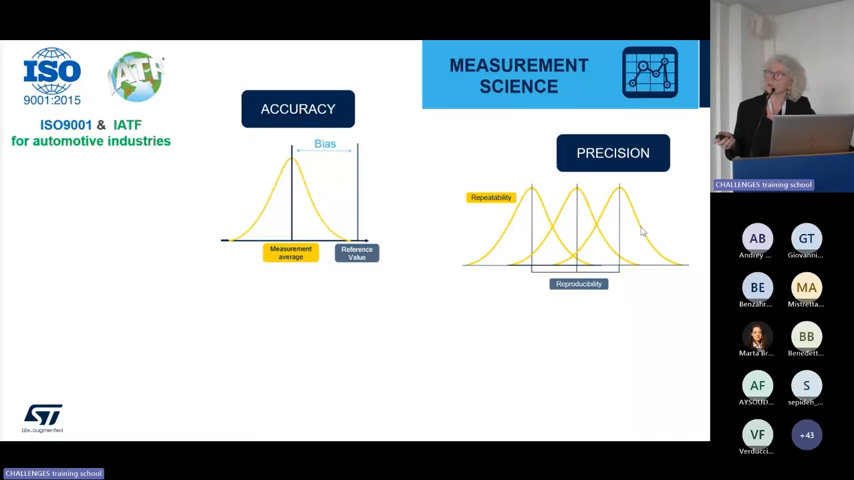 ISO
9001:2015
IATF
ISO9001 & IATF
for automotive industries
MEASUREMENT
SCIENCE
ACCURACY
Bias
Measurement
average
Reference
Value
PRECISION
Repeatability
Reproducibility
ST
life.augmented
CHALLENGES training school
AB
Andrey ...
GT
Giovanni...
BE
Benzahr...
MA
Mistretta...
Marta Br...
BB
Benedett...
AF
AYSOUD...
S
sepideh_...
VF
Verducci...
+43
CHALLENGES training school